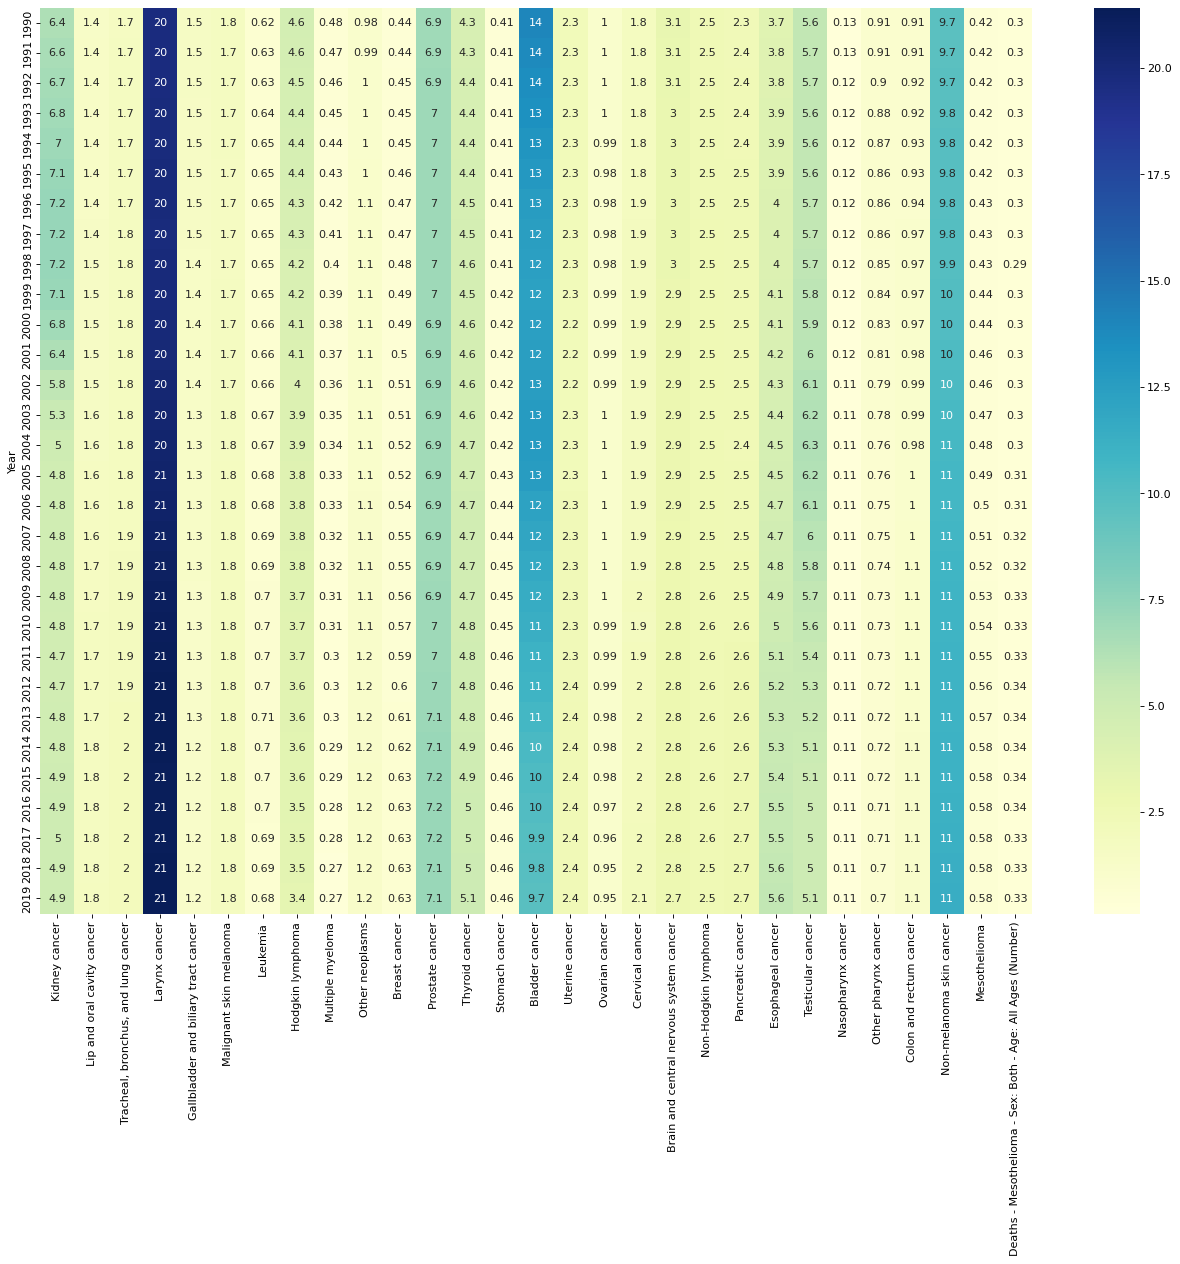 1990 6.4 1.4 1.7 20 1.5 1.8 0.62 4.6 0.48 0.98 0.44 6.9 4.3 0.41 14 2.3 1 1.8 3.1 2.5 2.3 3.7 5.6 0.13 0.91 0.91 9.7 0.42 0.3
1991 6.6 1.4 1.7 20 1.5 1.7 0.63 4.6 0.47 0.99 0.44 6.9 4.3 0.41 14 2.3 1 1.8 3.1 2.5 2.4 3.8 5.7 0.13 0.91 0.91 9.7 0.42 0.3
1992 6.7 1.4 1.7 20 1.5 1.7 0.63 4.5 0.46 1 0.45 6.9 4.4 0.41 14 2.3 1 1.8 3.1 2.5 2.4 3.8 5.7 0.12 0.9 0.92 9.7 0.42 0.3
1993 6.8 1.4 1.7 20 1.5 1.7 0.64 4.4 0.45 1 0.45 7 4.4 0.41 13 2.3 1 1.8 3 2.5 2.4 3.9 5.6 0.12 0.88 0.92 9.8 0.42 0.3
1994 7 1.4 1.7 20 1.5 1.7 0.65 4.4 0.44 1 0.45 7 4.4 0.41 13 2.3 0.99 1.8 3 2.5 2.4 3.9 5.6 0.12 0.87 0.93 9.8 0.42 0.3
1995 7.1 1.4 1.7 20 1.5 1.7 0.65 4.4 0.43 1 0.46 7 4.4 0.41 13 2.3 0.98 1.8 3 2.5 2.5 3.9 5.6 0.12 0.86 0.93 9.8 0.42 0.3
1996 7.2 1.4 1.7 20 1.5 1.7 0.65 4.3 0.42 1.1 0.47 7 4.5 0.41 13 2.3 0.98 1.9 3 2.5 2.5 4 5.7 0.12 0.86 0.94 9.8 0.43 0.3
1997 7.2 1.4 1.8 20 1.5 1.7 0.65 4.3 0.41 1.1 0.47 7 4.5 0.41 13 2.3 0.98 1.9 3 2.5 2.5 4 5.7 0.12 0.86 0.97 9.8 0.43 0.3
1998 7.2 1.5 1.8 20 1.4 1.7 0.65 4.2 0.4 1.1 0.48 7 4.6 0.41 12 2.3 0.98 1.9 3 2.5 2.5 4 5.7 0.12 0.85 0.97 9.9 0.43 0.29
1999 7.1 1.5 1.8 20 1.4 1.7 0.65 4.2 0.39 1.1 0.49 7 4.5 0.42 12 2.3 0.99 1.9 2.9 2.5 2.5 4.1 5.8 0.12 0.84 0.97 10 0.44 0.3
2000 6.8 1.5 1.8 20 1.4 1.7 0.66 4.1 0.38 1.1 0.49 6.9 4.6 0.42 12 2.2 0.99 1.9 2.9 2.5 2.5 4.1 5.9 0.12 0.83 0.97 10 0.44 0.3
2001 6.4 1.5 1.8 20 1.4 1.7 0.66 4.1 0.37 1.1 0.5 6.9 4.6 0.42 12 2.2 0.99 1.9 2.9 2.5 2.5 4.2 6 0.12 0.81 0.98 10 0.46 0.3
2002 5.8 1.5 1.8 20 1.4 1.7 0.66 4 0.36 1.1 0.51 6.9 4.6 0.42 13 2.2 0.99 1.9 2.9 2.5 2.5 4.3 6.1 0.11 0.79 0.99 10 0.46 0.3
2003 5.3 1.6 1.8 20 1.3 1.8 0.67 3.9 0.35 1.1 0.51 6.9 4.6 0.42 13 2.3 1 1.9 2.9 2.5 2.5 4.4 6.2 0.11 0.78 0.99 10 0.47 0.3
2004 5 1.6 1.8 20 1.3 1.8 0.67 3.9 0.34 1.1 0.52 6.9 4.7 0.42 13 2.3 1 1.9 2.9 2.5 2.4 4.5 6.3 0.11 0.76 0.98 11 0.48 0.3
Year
2005 4.8 1.6 1.8 21 1.3 1.8 0.68 3.8 0.33 1.1 0.52 6.9 4.7 0.43 13 2.3 1 1.9 2.9 2.5 2.5 4.5 6.2 0.11 0.76 1 11 0.49 0.31
2006 4.8 1.6 1.8 21 1.3 1.8 0.68 3.8 0.33 1.1 0.54 6.9 4.7 0.44 12 2.3 1 1.9 2.9 2.5 2.5 4.7 6.1 0.11 0.75 1 11 0.5 0.31
2007 4.8 1.6 1.9 21 1.3 1.8 0.69 3.8 0.32 1.1 0.55 6.9 4.7 0.44 12 2.3 1 1.9 2.9 2.5 2.5 4.7 6 0.11 0.75 1 11 0.51 0.32
2008 4.8 1.7 1.9 21 1.3 1.8 0.69 3.8 0.32 1.1 0.55 6.9 4.7 0.45 12 2.3 1 1.9 2.8 2.5 2.5 4.8 5.8 0.11 0.74 1.1 11 0.52 0.32
2009 4.8 1.7 1.9 21 1.3 1.8 0.7 3.7 0.31 1.1 0.56 6.9 4.7 0.45 12 2.3 1 2 2.8 2.6 2.5 4.9 5.7 0.11 0.73 1.1 11 0.53 0.33
2010 4.8 1.7 1.9 21 1.3 1.8 0.7 3.7 0.31 1.1 0.57 7 4.8 0.45 11 2.3 0.99 1.9 2.8 2.6 2.6 5 5.6 0.11 0.73 1.1 11 0.54 0.33
2011 4.7 1.7 1.9 21 1.3 1.8 0.7 3.7 0.3 1.2 0.59 7 4.8 0.46 11 2.3 0.99 1.9 2.8 2.6 2.6 5.1 5.4 0.11 0.73 1.1 11 0.55 0.33
2012 4.7 1.7 1.9 21 1.3 1.8 0.7 3.6 0.3 1.2 0.6 7 4.8 0.46 11 2.4 0.99 2 2.8 2.6 2.6 5.2 5.3 0.11 0.72 1.1 11 0.56 0.34
2013 4.8 1.7 2 21 1.3 1.8 0.71 3.6 0.3 1.2 0.61 7.1 4.8 0.46 11 2.4 0.98 2 2.8 2.6 2.6 5.3 5.2 0.11 0.72 1.1 11 0.57 0.34
2014 4.8 1.8 2 21 1.2 1.8 0.7 3.6 0.29 1.2 0.62 7.1 4.9 0.46 10 2.4 0.98 2 2.8 2.6 2.6 5.3 5.1 0.11 0.72 1.1 11 0.58 0.34
2015 4.9 1.8 2 21 1.2 1.8 0.7 3.6 0.29 1.2 0.63 7.2 4.9 0.46 10 2.4 0.98 2 2.8 2.6 2.7 5.4 5.1 0.11 0.72 1.1 11 0.58 0.34
2016 4.9 1.8 2 21 1.2 1.8 0.7 3.5 0.28 1.2 0.63 7.2 5 0.46 10 2.4 0.97 2 2.8 2.6 2.7 5.5 5 0.11 0.71 1.1 11 0.58 0.34
2017 5 1.8 2 21 1.2 1.8 0.69 3.5 0.28 1.2 0.63 7.2 5 0.46 9.9 2.4 0.96 2 2.8 2.6 2.7 5.5 5 0.11 0.71 1.1 11 0.58 0.33
2018 4.9 1.8 2 21 1.2 1.8 0.69 3.5 0.27 1.2 0.63 7.1 5 0.46 9.8 2.4 0.95 2 2.8 2.5 2.7 5.6 5 0.11 0.7 1.1 11 0.58 0.33
2019 4.9 1.8 2 21 1.2 1.8 0.68 3.4 0.27 1.2 0.63 7.1 5.1 0.46 9.7 2.4 0.95 2.1 2.7 2.5 2.7 5.6 5.1 0.11 0.7 1.1 11 0.58 0.33
Kidney cancer
Lip and oral cavity cancer
Tracheal, bronchus, and lung cancer
Larynx cancer
Gallbladder and biliary tract cancer
Malignant skin melanoma
Leukemia
Hodgkin lymphoma
Multiple myeloma
Other neoplasms
Breast cancer
Prostate cancer
Thyroid cancer
Stomach cancer
Bladder cancer
Uterine cancer
Ovarian cancer
Cervical cancer
Brain and central nervous system cancer
Non-Hodgkin lymphoma
Pancreatic cancer
Esophageal cancer
Testicular cancer
Nasopharynx cancer
Other pharynx cancer
Colon and rectum cancer
Non-melanoma skin cancer
Mesothelioma
Deaths - Mesothelioma - Sex: Both - Age: All Ages (Number)
20.0
17.5
15.0
12.5
10.0
7.5
5.0
2.5